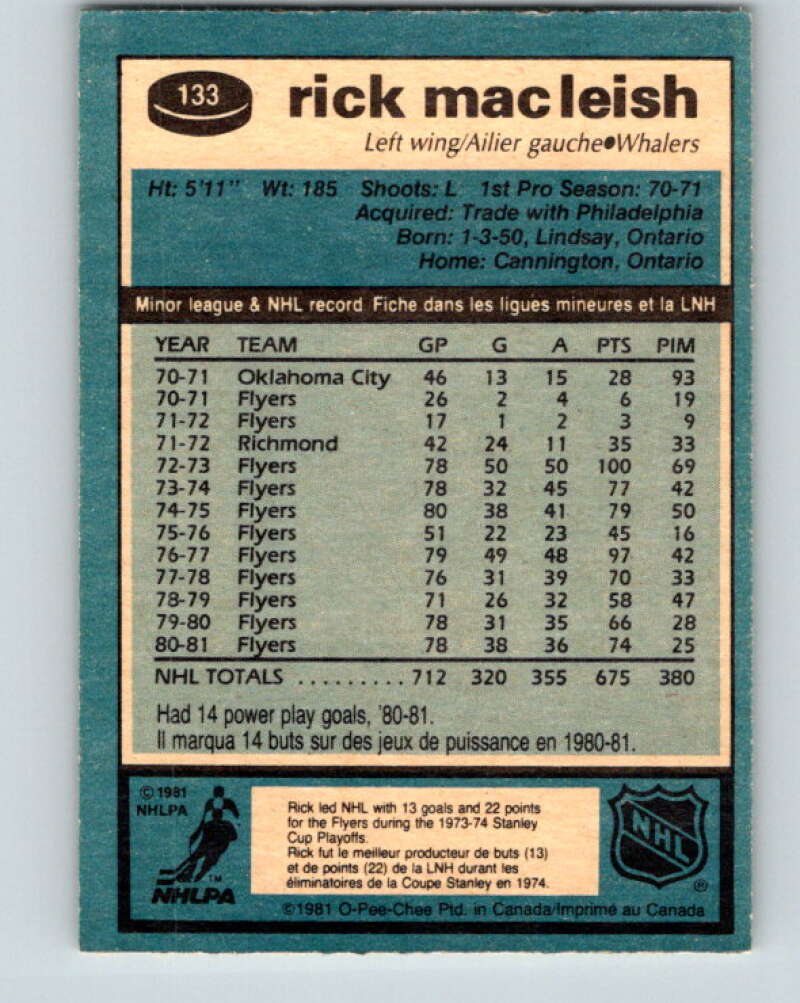 133
rick macleish
Left wing/Ailier gauche•Whalers
Ht: 5'11" Wt: 185 Shoots: L 1st Pro Season: 70-71
Acquired: Trade with Philadelphia
Born: 1-3-50, Lindsay, Ontario
Home: Cannington, Ontario
Minor league & NHL record Fiche dans les ligues mineures et la LNH
YEAR TEAM GP G A PTS PIM
70-71 Oklahoma City 46 13 15 28 93
70-71 Flyers 26 2 4 6 19
71-72 Flyers 17 1 2 3 9
71-72 Richmond 42 24 11 35 33
72-73 Flyers 78 50 50 100 69
73-74 Flyers 78 32 45 77 42
74-75 Flyers 80 38 41 79 50
75-76 Flyers 51 22 23 45 16
76-77 Flyers 79 49 48 97 42
77-78 Flyers 76 31 39 70 33
78-79 Flyers 71 26 32 58 47
79-80 Flyers 78 31 35 66 28
80-81 Flyers 78 38 36 74 25
NHL TOTALS ......... 712 320 355 675 380
Had 14 power play goals, '80-81.
Il marqua 14 buts sur des jeux de puissance en 1980-81.
© 1981
NHLPA
TM
NHLPA
Rick led NHL with 13 goals and 22 points
for the Flyers during the 1973-74 Stanley
Cup Playoffs.
Rick fut le meilleur producteur de buts (13)
et de points (22) de la LNH durant les
éliminatoires de la Coupe Stanley en 1974.
NHL
®
©1981 O-Pee-Chee Ptd. in Canada/Imprimé au Canada